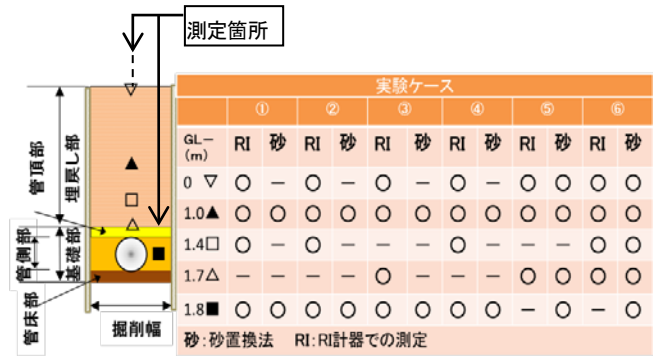 測定箇所
管頂部
埋戻し部
管側部
基礎部
管床部
掘削幅
実験ケース
① ② ③ ④ ⑤ ⑥
GL－(m) RI 砂 RI 砂 RI 砂 RI 砂 RI 砂 RI 砂
0 ▽ ○ － ○ － ○ － ○ － ○ ○ ○ ○
1.0▲ ○ ○ ○ ○ ○ ○ ○ ○ ○ ○ ○ ○
1.4□ ○ － ○ － － － ○ － － － ○ ○
1.7△ － － － － ○ － － － ○ ○ ○ ○
1.8■ ○ ○ ○ ○ ○ ○ ○ ○ － ○ － ○
砂：砂置換法　RI：RI計器での測定